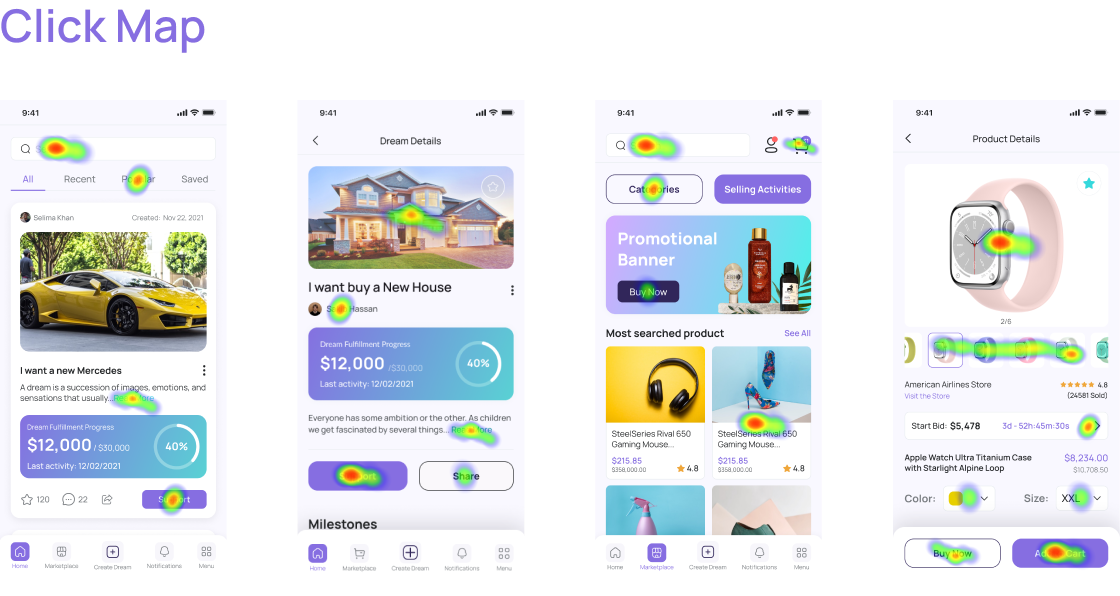 Click Map
9:41
All
Recent
Saved
Selima Khan
Created: Nov 22, 2021
I want a new Mercedes
A dream is a succession of images, emotions, and
sensations that usually...
Dream Fulfillment Progress
$12,000 / $30,000
Last activity: 12/02/2021
40%
120
22
Home
Marketplace
Create Dream
Notifications
Menu
9:41
Dream Details
I want buy a New House
Hassan
Dream Fulfillment Progress
$12,000 /$30,000
Last activity: 12/02/2021
40%
Everyone has some ambition or the other. As children
we get fascinated by several things...
Share
Milestones
Home
Marketplace
Create Dream
Notifications
Menu
9:41
Categories
Selling Activities
Promotional
Banner
Buy Now
Most searched product
See All
SteelSeries Rival 650
Gaming Mouse...
$215.85
$358,000.00
4.8
SteelSeries Rival 650
Gaming Mouse...
$215.85
$358,000.00
4.8
Home
Marketplace
Create Dream
Notifications
Menu
9:41
Product Details
2/6
American Airlines Store
4.8
Visit the Store
(24581 Sold)
Start Bid: $5,478
3d - 52h:45m:30s
Apple Watch Ultra Titanium Case
with Starlight Alpine Loop
$8,234.00
$10,708.50
Color:
Size:
XXL
Buy Now
Add to Cart